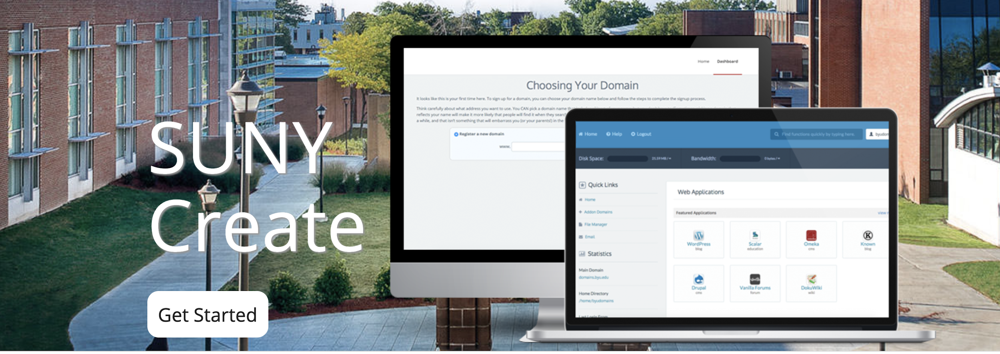 SUNY
Create
Get Started
Home Dashboard
Choosing Your Domain
It looks like this is your first time here. To sign up for a domain, you can choose your domain name below and follow the steps to complete the signup process.
Think carefully about what address you want to use. You CAN pick a domain name
reflects your name will make it more likely that people will find it when they
a while, and that isn't something that will embarrass you (or your parents!) in the
Register a new domain
www.
Home Help Logout
Find functions quickly by typing here.
Disk Space: 21.59 MB / ∞ Bandwidth: 0 bytes / ∞
Quick Links
Home
Addon Domains
File Manager
Email
Statistics
Main Domain
domains.byu.edu
Home Directory
/home/byudomains
Last Login From
Web Applications
Featured Applications view
WordPress
blog
Scalar
education
Omeka
cms
K
Known
blog
Drupal
cms
Vanilla Forums
forum
DokuWiki
wiki